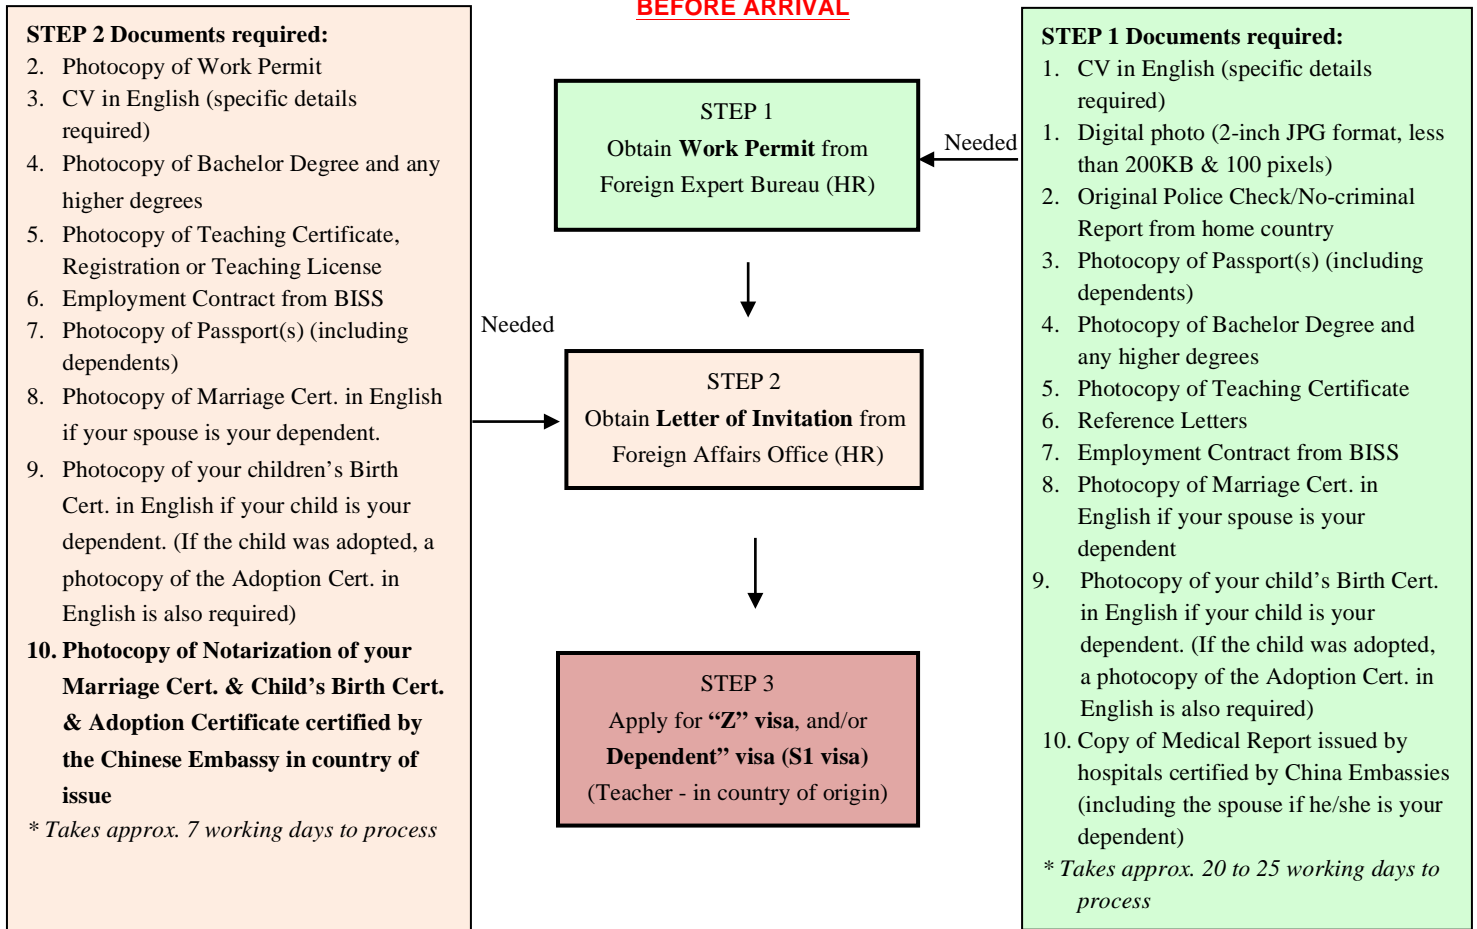 BEFORE ARRIVAL
STEP 2 Documents required:
2. Photocopy of Work Permit
3. CV in English (specific details
required)
4. Photocopy of Bachelor Degree and any
higher degrees
5. Photocopy of Teaching Certificate,
Registration or Teaching License
6. Employment Contract from BISS
7. Photocopy of Passport(s) (including
dependents)
8. Photocopy of Marriage Cert. in English
if your spouse is your dependent.
9. Photocopy of your children’s Birth
Cert. in English if your child is your
dependent. (If the child was adopted, a
photocopy of the Adoption Cert. in
English is also required)
10. Photocopy of Notarization of your
Marriage Cert. & Child’s Birth Cert.
& Adoption Certificate certified by
the Chinese Embassy in country of
issue
* Takes approx. 7 working days to process
Needed
STEP 1
Obtain Work Permit from
Foreign Expert Bureau (HR)
STEP 2
Obtain Letter of Invitation from
Foreign Affairs Office (HR)
STEP 3
Apply for “Z” visa, and/or
Dependent” visa (S1 visa)
(Teacher - in country of origin)
Needed
STEP 1 Documents required:
1. CV in English (specific details
required)
1. Digital photo (2-inch JPG format, less
than 200KB & 100 pixels)
2. Original Police Check/No-criminal
Report from home country
3. Photocopy of Passport(s) (including
dependents)
4. Photocopy of Bachelor Degree and
any higher degrees
5. Photocopy of Teaching Certificate
6. Reference Letters
7. Employment Contract from BISS
8. Photocopy of Marriage Cert. in
English if your spouse is your
dependent
9. Photocopy of your child’s Birth Cert.
in English if your child is your
dependent. (If the child was adopted,
a photocopy of the Adoption Cert. in
English is also required)
10. Copy of Medical Report issued by
hospitals certified by China Embassies
(including the spouse if he/she is your
dependent)
* Takes approx. 20 to 25 working days to
process